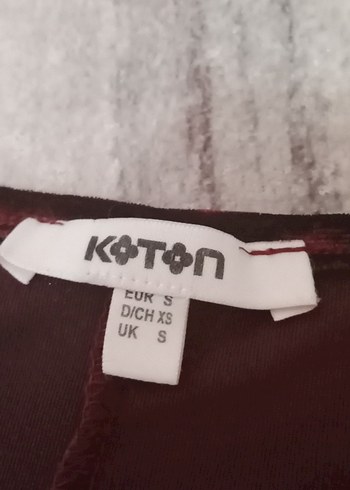 KOTON
EUR S
D/CH XS
UK S